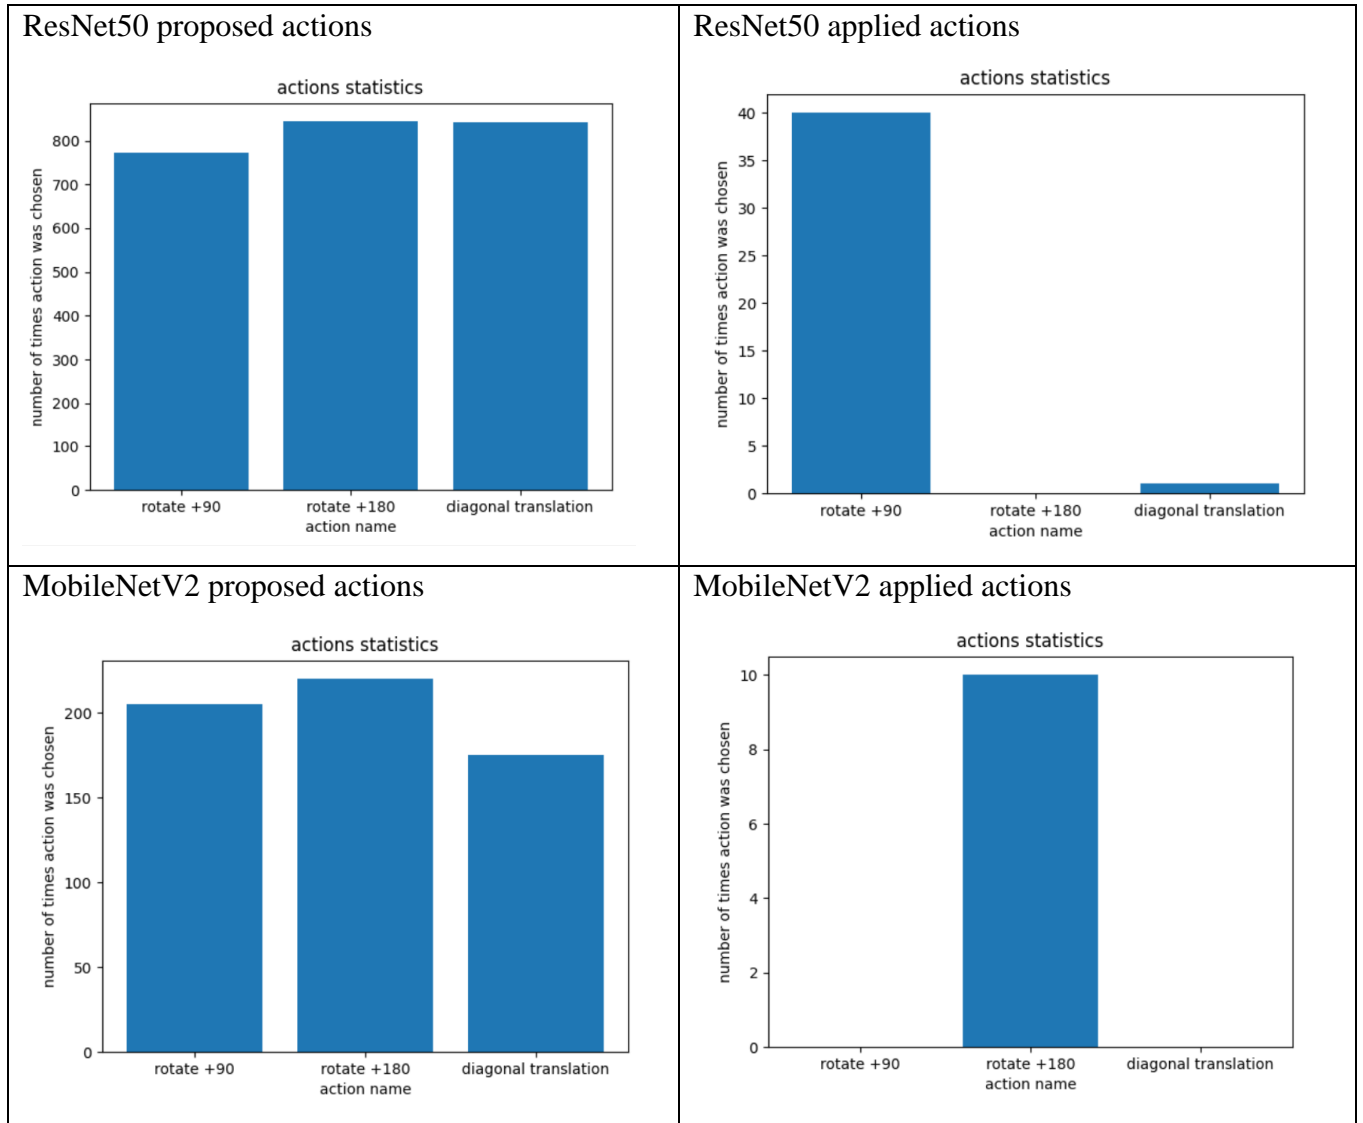 ResNet50 proposed actions
actions statistics
number of times action was chosen
800
700
600
500
400
300
200
100
0
rotate +90 rotate +180 diagonal translation
action name
ResNet50 applied actions
actions statistics
number of times action was chosen
40
35
30
25
20
15
10
5
0
rotate +90 rotate +180 diagonal translation
action name
MobileNetV2 proposed actions
actions statistics
number of times action was chosen
200
150
100
50
0
rotate +90 rotate +180 diagonal translation
action name
MobileNetV2 applied actions
actions statistics
number of times action was chosen
10
8
6
4
2
0
rotate +90 rotate +180 diagonal translation
action name